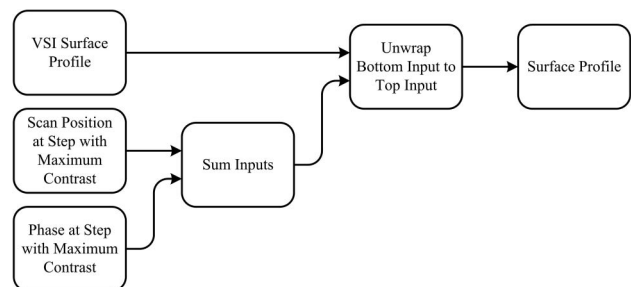 VSI Surface
Profile
Unwrap
Bottom Input to
Top Input
Surface Profile
Scan Position
at Step with
Maximum
Contrast
Sum Inputs
Phase at Step
with Maximum
Contrast